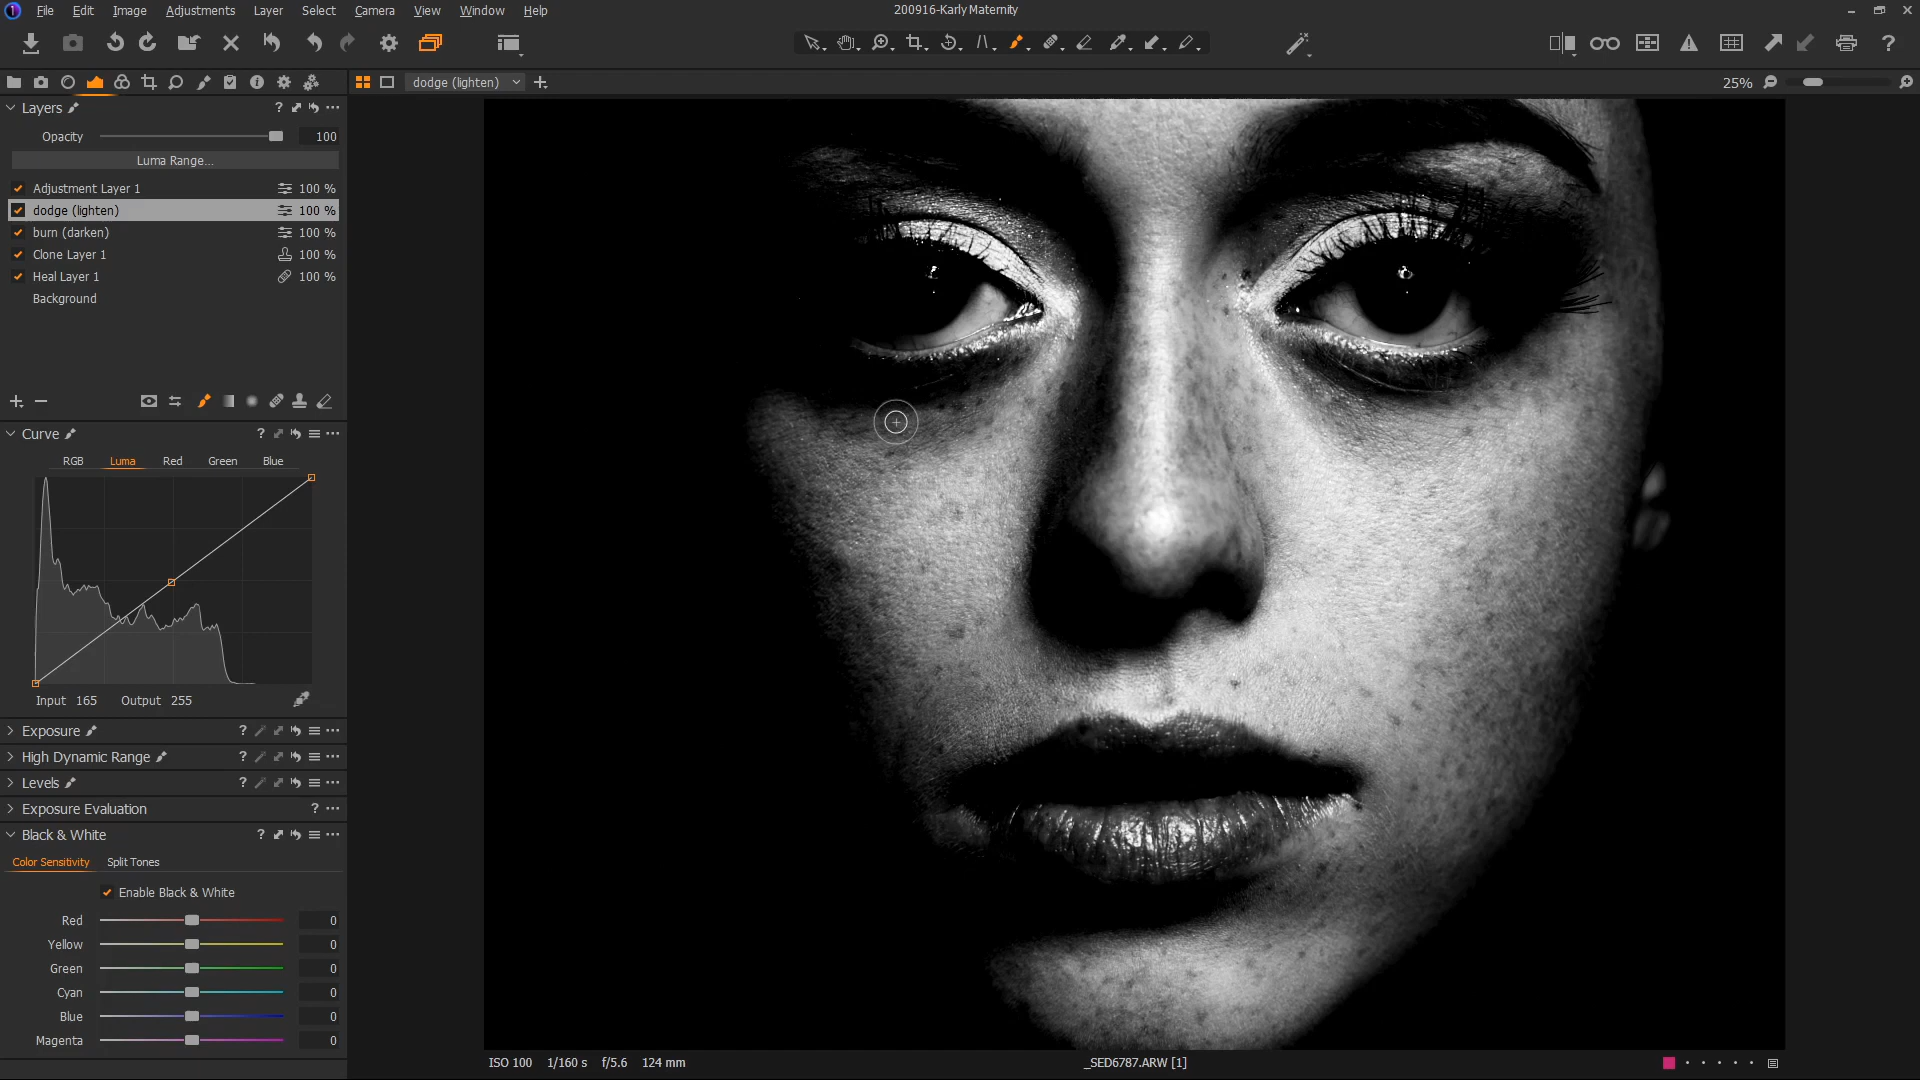 File Edit Image Adjustments Layer Select Camera View Window Help
200916-Karly Maternity
dodge (lighten)
25%
Layers
Opacity 100
Luma Range...
Adjustment Layer 1 100 %
dodge (lighten) 100 %
burn (darken) 100 %
Clone Layer 1 100 %
Heal Layer 1 100 %
Background
Curve
RGB Luma Red Green Blue
Input 165 Output 255
Exposure
High Dynamic Range
Levels
Exposure Evaluation
Black & White
Color Sensitivity Split Tones
Enable Black & White
Red 0
Yellow 0
Green 0
Cyan 0
Blue 0
Magenta 0
ISO 100 1/160 s f/5.6 124 mm
_SED6787.ARW [1]